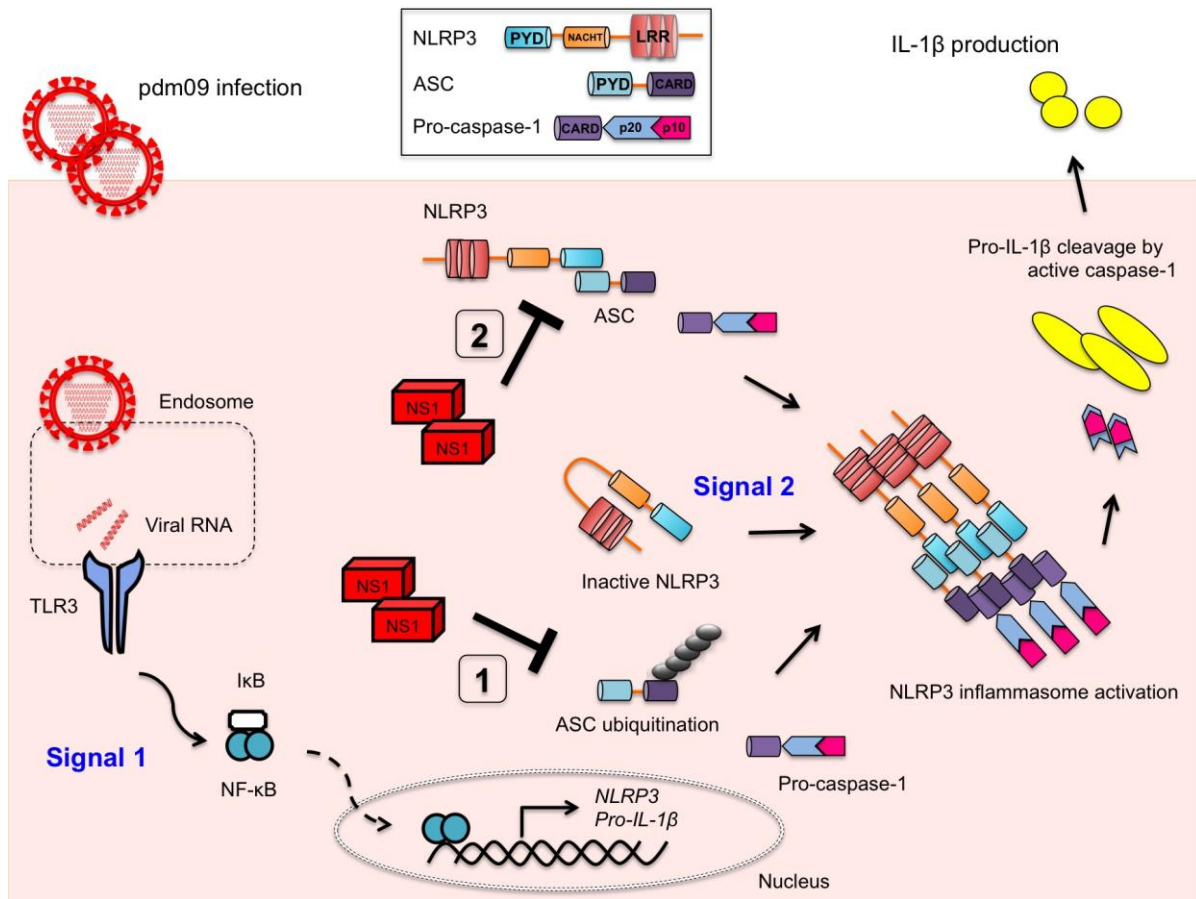 NLRP3 PYD NACHT LRR
ASC PYD CARD
Pro-caspase-1 CARD p20 p10
pdm09 infection
IL-1β production
NLRP3
ASC
2
NS1
NS1
Pro-IL-1β cleavage by
active caspase-1
Endosome
Viral RNA
TLR3
Signal 2
Inactive NLRP3
NS1
NS1
1
ASC ubiquitination
NLRP3 inflammasome activation
Pro-caspase-1
Signal 1
IκB
NF-κB
NLRP3
Pro-IL-1β
Nucleus